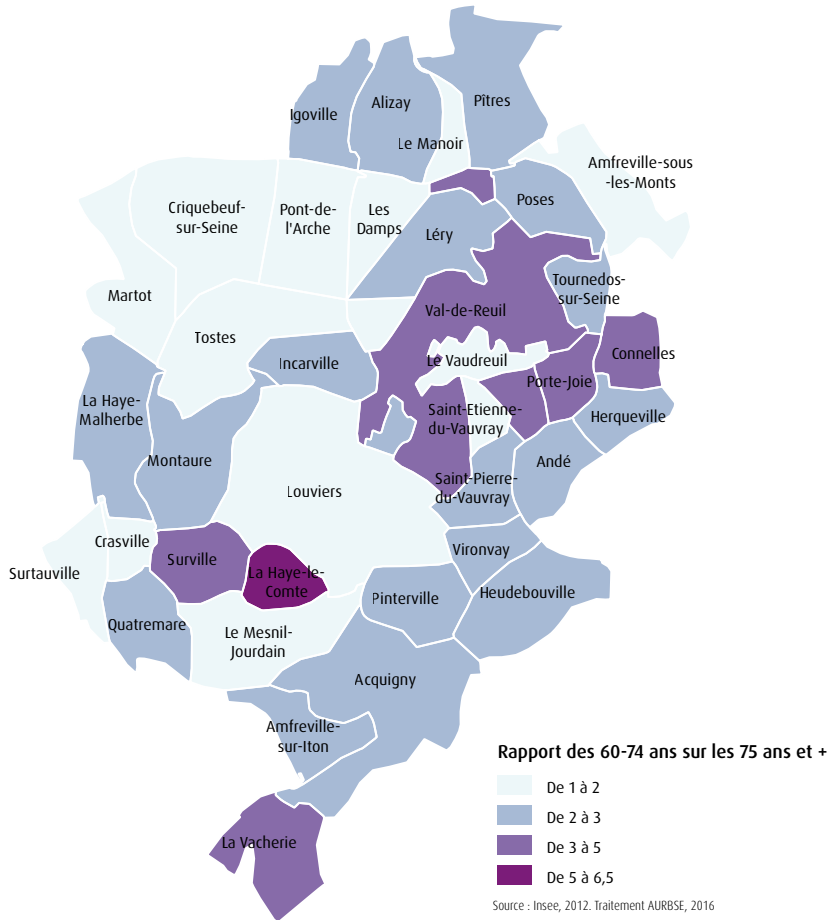 Igoville
Alizay
Pîtres
Le Manoir
Amfreville-sous
-les-Monts
Criquebeuf-
sur-Seine
Pont-de-
l'Arche
Les
Damps
Poses
Léry
Martot
Tournedos-
sur-Seine
Val-de-Reuil
Tostes
Incarville
Le Vaudreuil
Connelles
Porte-Joie
La Haye-
Malherbe
Saint-Etienne-
du-Vauvray
Herqueville
Montaure
Andé
Saint-Pierre-
du-Vauvray
Louviers
Crasville
Surville
Vironvay
Surtauville
La Haye-le-
Comte
Pinterville
Heudebouville
Quatremare
Le Mesnil-
Jourdain
Acquigny
Amfreville-
sur-Iton
La Vacherie
Rapport des 60-74 ans sur les 75 ans et +
De 1 à 2
De 2 à 3
De 3 à 5
De 5 à 6,5
Source : Insee, 2012. Traitement AURBSE, 2016